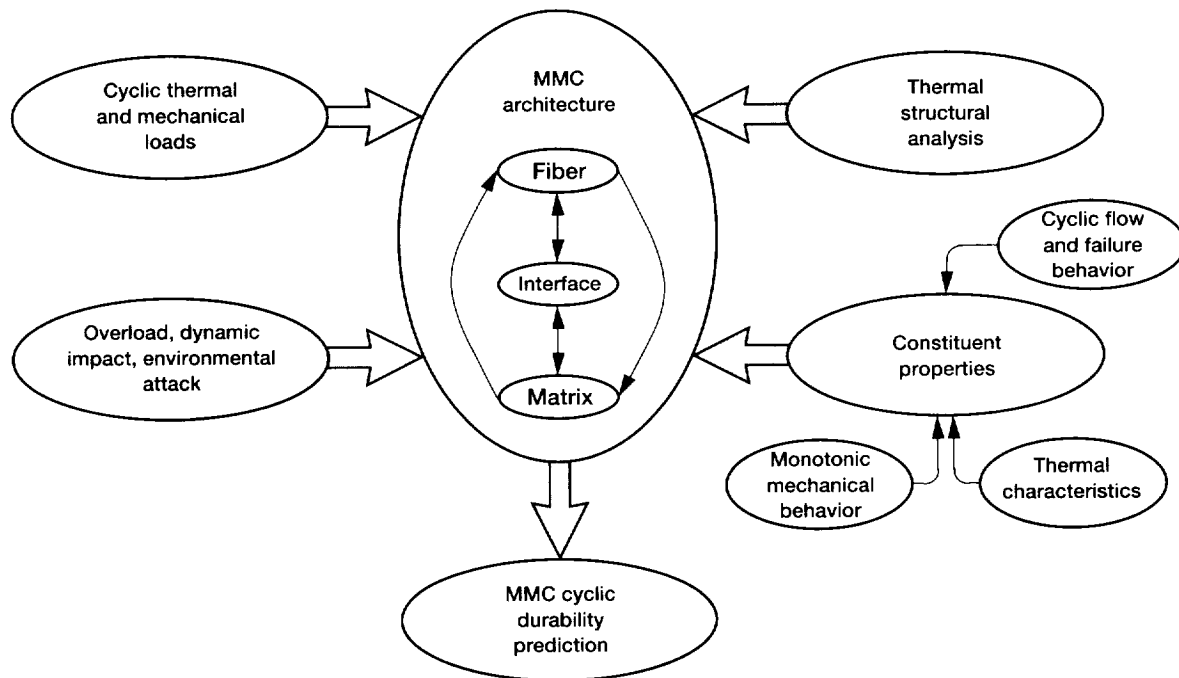 MMC
architecture
Cyclic thermal
and mechanical
loads
Thermal
structural
analysis
Fiber
Interface
Matrix
Cyclic flow
and failure
behavior
Overload, dynamic
impact, environmental
attack
Constituent
properties
Monotonic
mechanical
behavior
Thermal
characteristics
MMC cyclic
durability
prediction